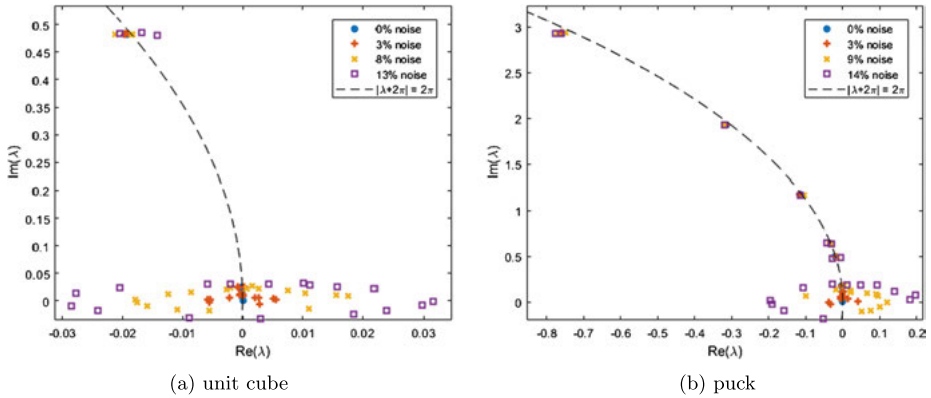 0.5
0.45
0.4
0.35
0.3
0.25
0.2
0.15
0.1
0.05
0
Im(λ)
0% noise
3% noise
8% noise
13% noise
|λ+2π| = 2π
-0.03 -0.02 -0.01 0 0.01 0.02 0.03
Re(λ)
(a) unit cube
3
2.5
2
1.5
1
0.5
0
Im(λ)
0% noise
3% noise
9% noise
14% noise
|λ+2π| = 2π
-0.8 -0.7 -0.6 -0.5 -0.4 -0.3 -0.2 -0.1 0 0.1 0.2
Re(λ)
(b) puck